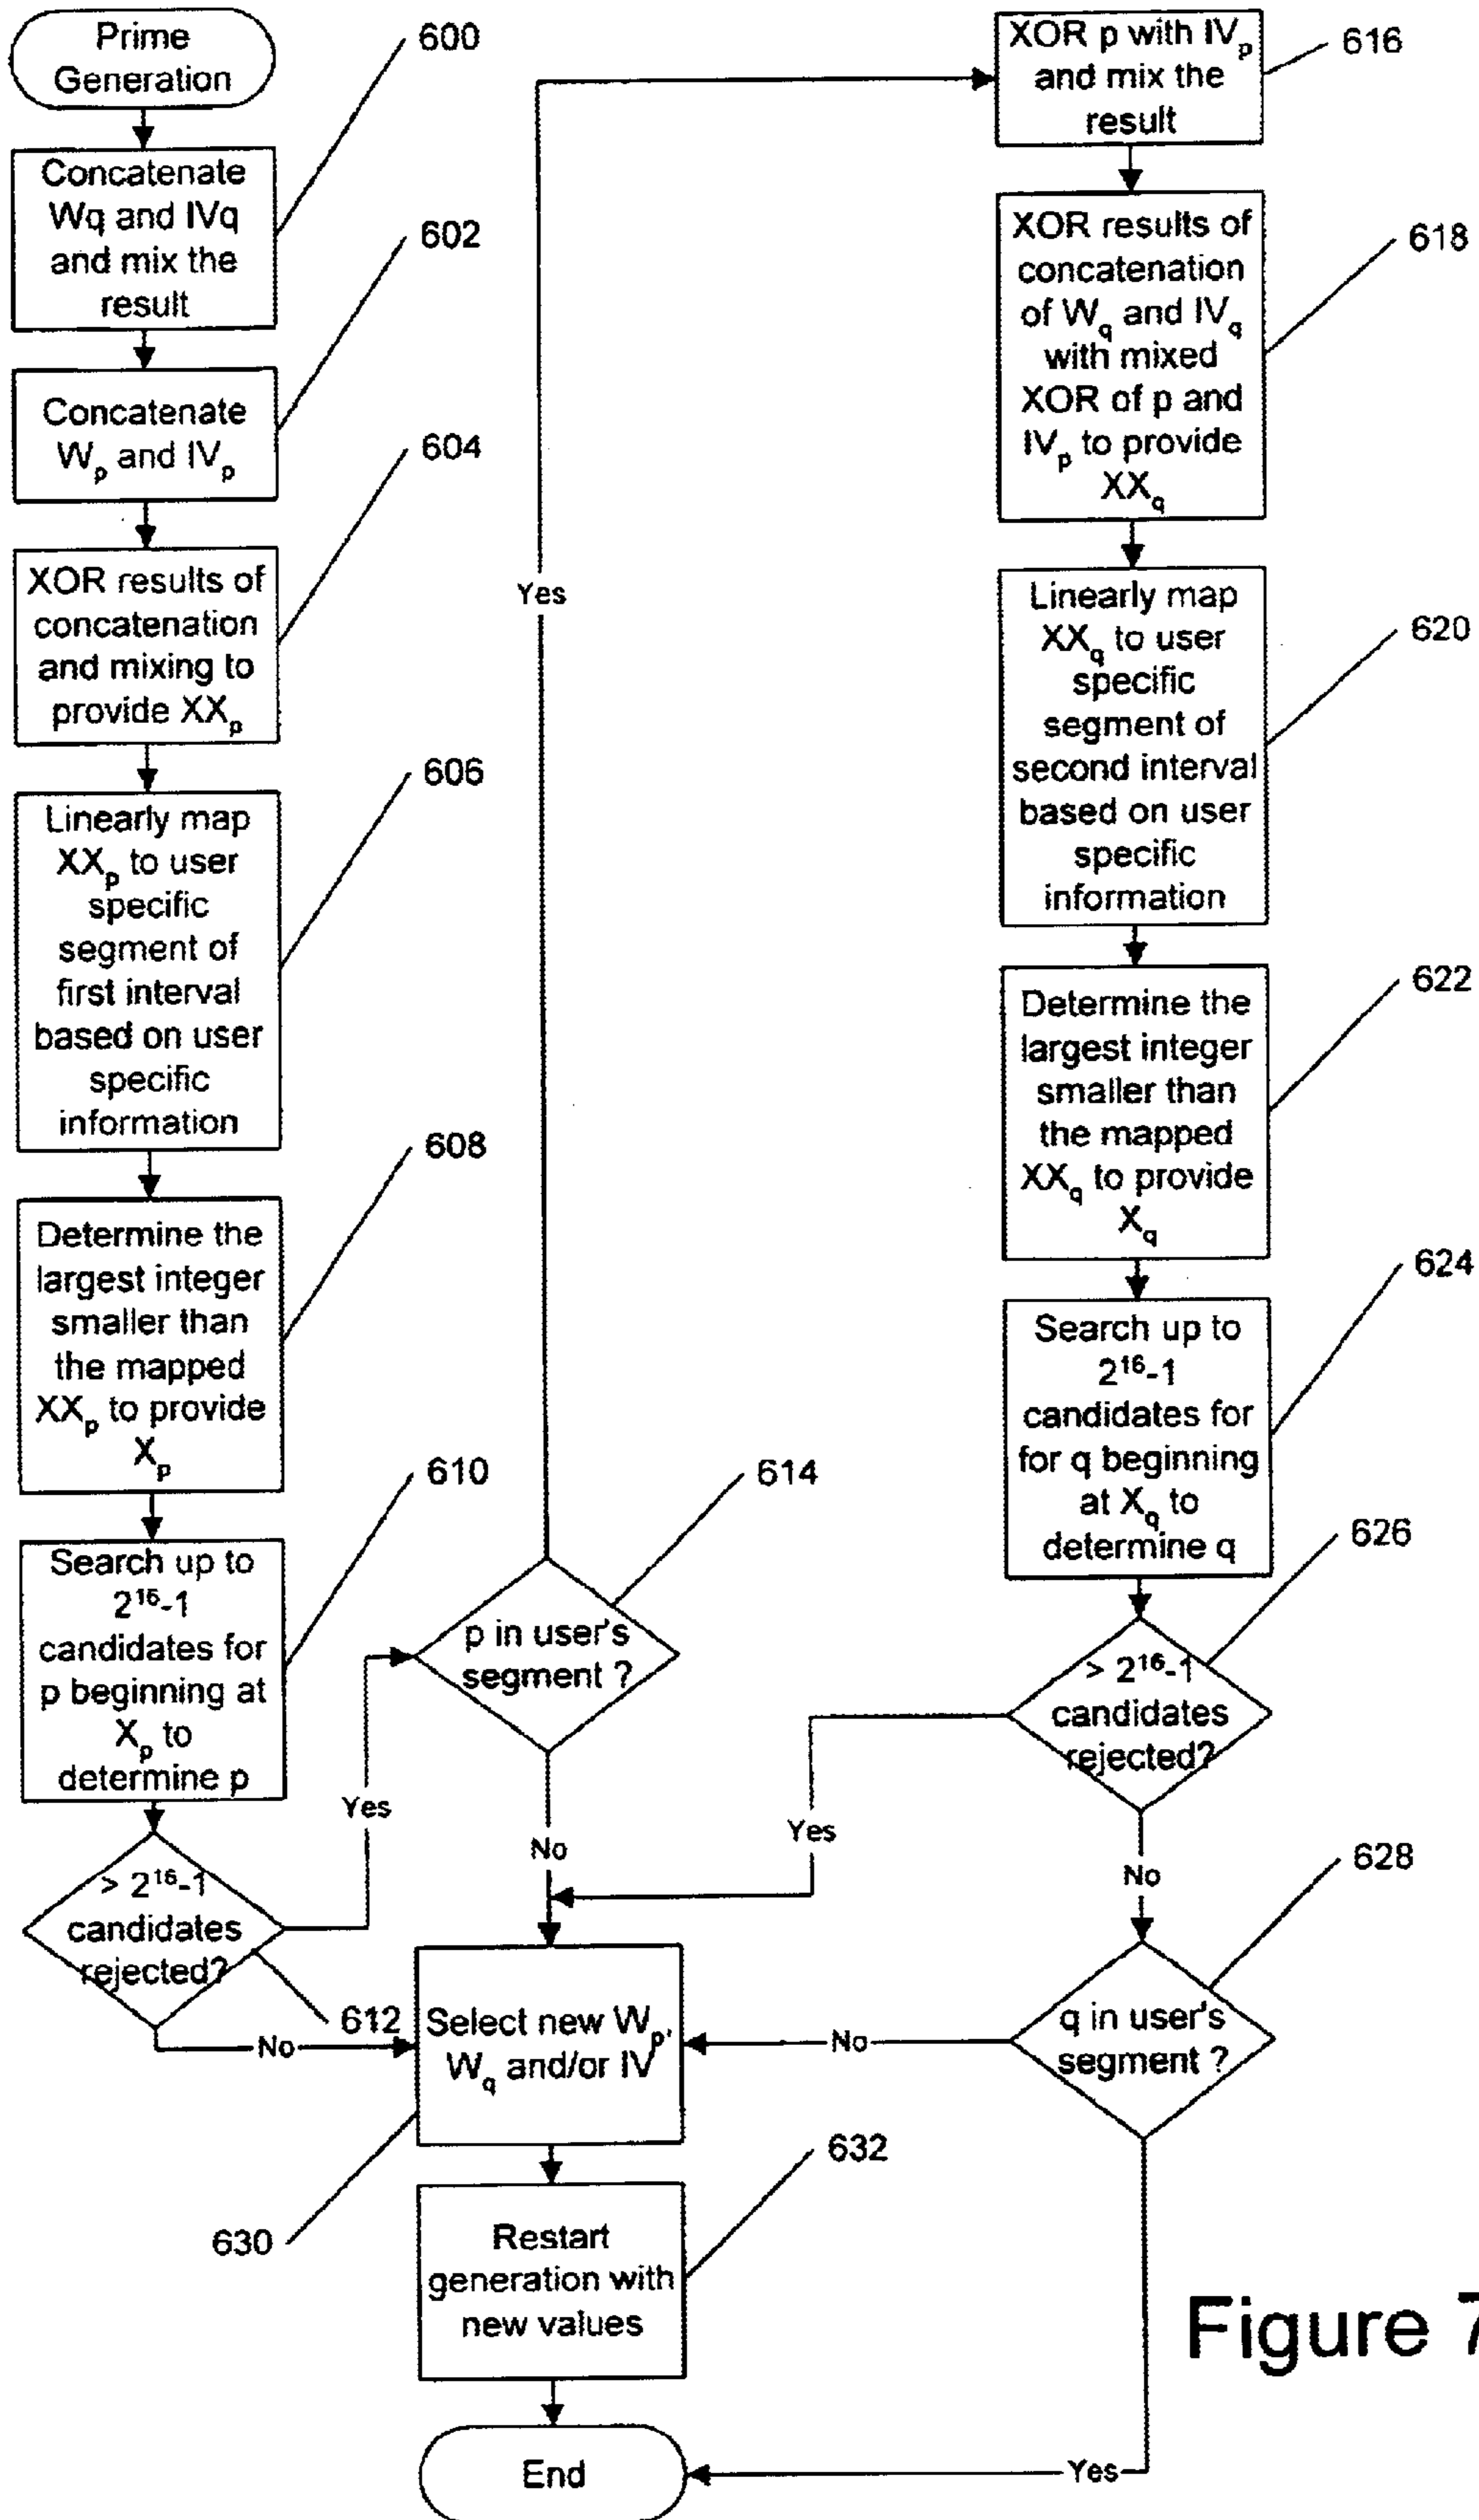 Prime
Generation
600
Concatenate
Wq and IVq
and mix the
result
602
Concatenate
Wₚ and IVₚ
604
XOR results of
concatenation
and mixing to
provide XXₚ
606
Linearly map
XXₚ to user
specific
segment of
first interval
based on user
specific
information
608
Determine the
largest integer
smaller than
the mapped
XXₚ to provide
Xₚ
610
Search up to
2¹⁶-1
candidates for
p beginning at
Xₚ to
determine p
> 2¹⁶-1
candidates
rejected?
612
Yes
No
614
p in user's
segment ?
Yes
No
616
XOR p with IVₚ
and mix the
result
618
XOR results of
concatenation
of W_q and IV_q
with mixed
XOR of p and
IVₚ to provide
XX_q
620
Linearly map
XX_q to user
specific
segment of
second interval
based on user
specific
information
622
Determine the
largest integer
smaller than
the mapped
XX_q to provide
X_q
624
Search up to
2¹⁶-1
candidates for
for q beginning
at X_q to
determine q
626
> 2¹⁶-1
candidates
rejected?
Yes
No
628
q in user's
segment ?
No
Yes
630
Select new Wₚ,
W_q and/or IV
632
Restart
generation with
new values
End
Figure 7